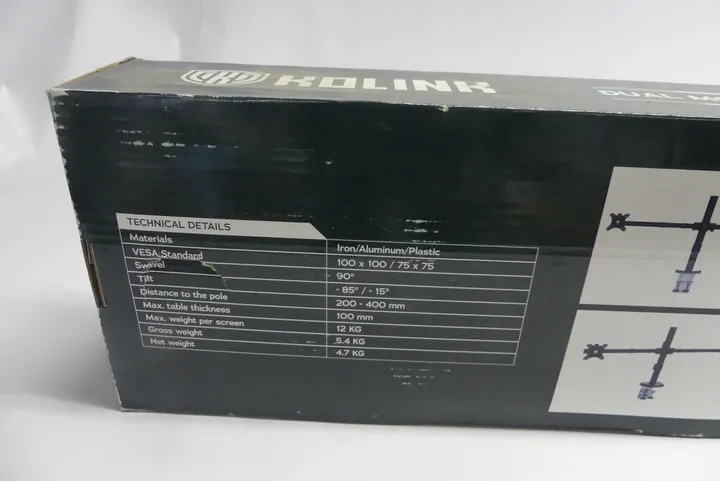 KOLINK
DUAL M
TECHNICAL DETAILS
Materials Iron/Aluminum/Plastic
VESA Standard 100 x 100 / 75 x 75
Swivel 90°
Tilt - 85° / - 15°
Distance to the pole 200 - 400 mm
Max. table thickness 100 mm
Max. weight per screen 12 KG
Gross weight 5.4 KG
Net weight 4.7 KG